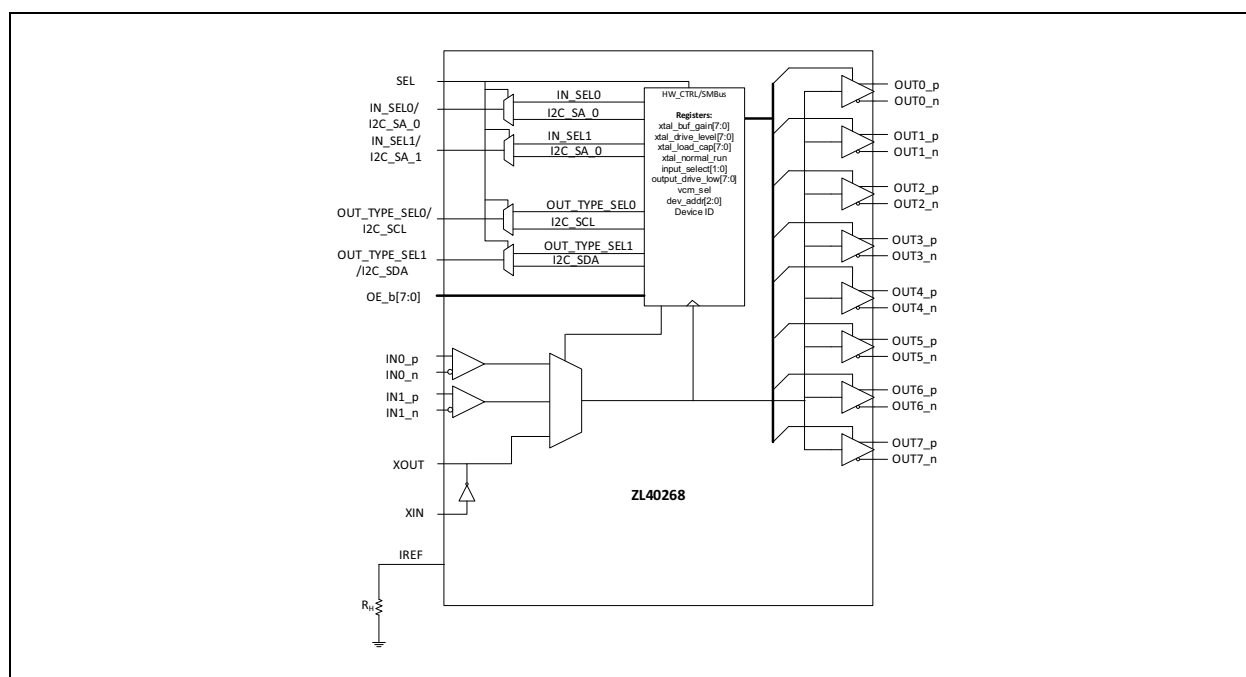 SEL
IN_SEL0/
I2C_SA_0
IN_SEL1/
I2C_SA_1
OUT_TYPE_SEL0/
I2C_SCL
OUT_TYPE_SEL1
/I2C_SDA
OE_b[7:0]
IN0_p
IN0_n
IN1_p
IN1_n
XOUT
XIN
IREF
RH
IN_SEL0
I2C_SA_0
IN_SEL1
I2C_SA_0
OUT_TYPE_SEL0
I2C_SCL
OUT_TYPE_SEL1
I2C_SDA
HW_CTRL/SMBus
Registers:
xtal_buf_gain[7:0]
xtal_drive_level[7:0]
xtal_load_cap[7:0]
xtal_normal_run
input_select[1:0]
output_drive_low[7:0]
vcm_sel
dev_addr[2:0]
Device ID
ZL40268
OUT0_p
OUT0_n
OUT1_p
OUT1_n
OUT2_p
OUT2_n
OUT3_p
OUT3_n
OUT4_p
OUT4_n
OUT5_p
OUT5_n
OUT6_p
OUT6_n
OUT7_p
OUT7_n